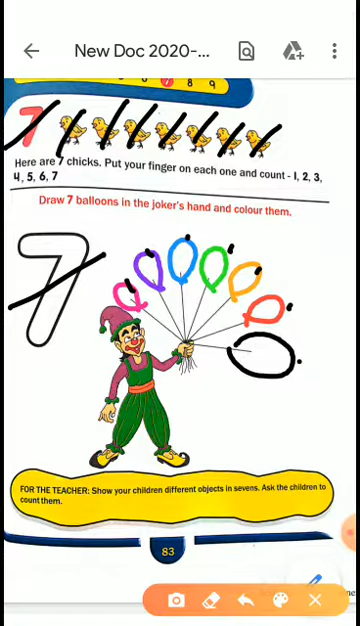 New Doc 2020-...
7 8 9
7
Here are 7 chicks. Put your finger on each one and count - 1, 2, 3,
4, 5, 6, 7
Draw 7 balloons in the joker's hand and colour them.
7
FOR THE TEACHER: Show your children different objects in sevens. Ask the children to
count them.
83